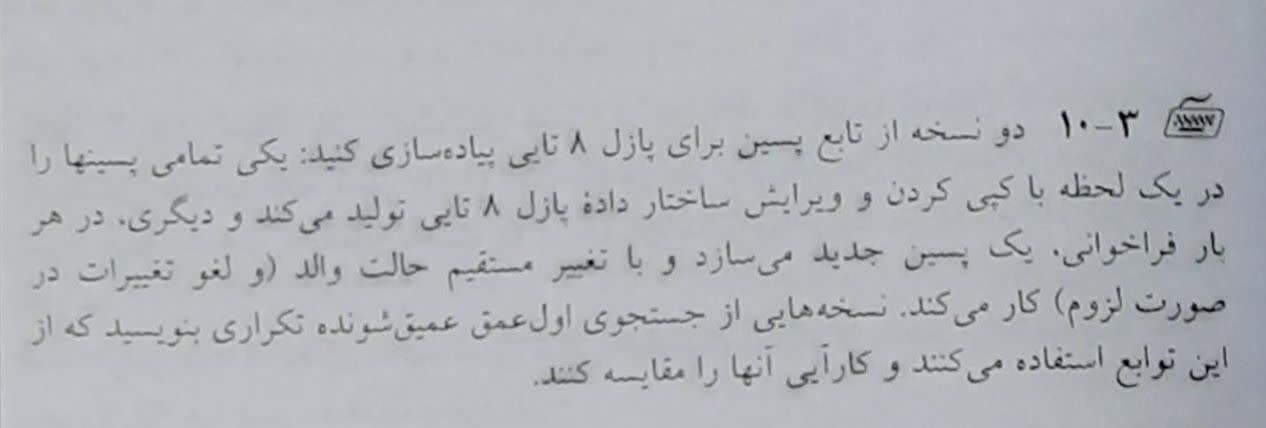 ۳-۱۰ دو نسخه از تابع پسین برای پازل ۸ تایی پیاده‌سازی کنید: یکی تمامی پسینها را
در یک لحظه با کپی کردن و ویرایش ساختار دادهٔ پازل ۸ تایی تولید می‌کند و دیگری، در هر
بار فراخوانی، یک پسین جدید می‌سازد و با تغییر مستقیم حالت والد (و لغو تغییرات در
صورت لزوم) کار می‌کند. نسخه‌هایی از جستجوی اول‌عمق عمیق‌شونده تکراری بنویسید که از
این توابع استفاده می‌کنند و کارآیی آنها را مقایسه کنند.